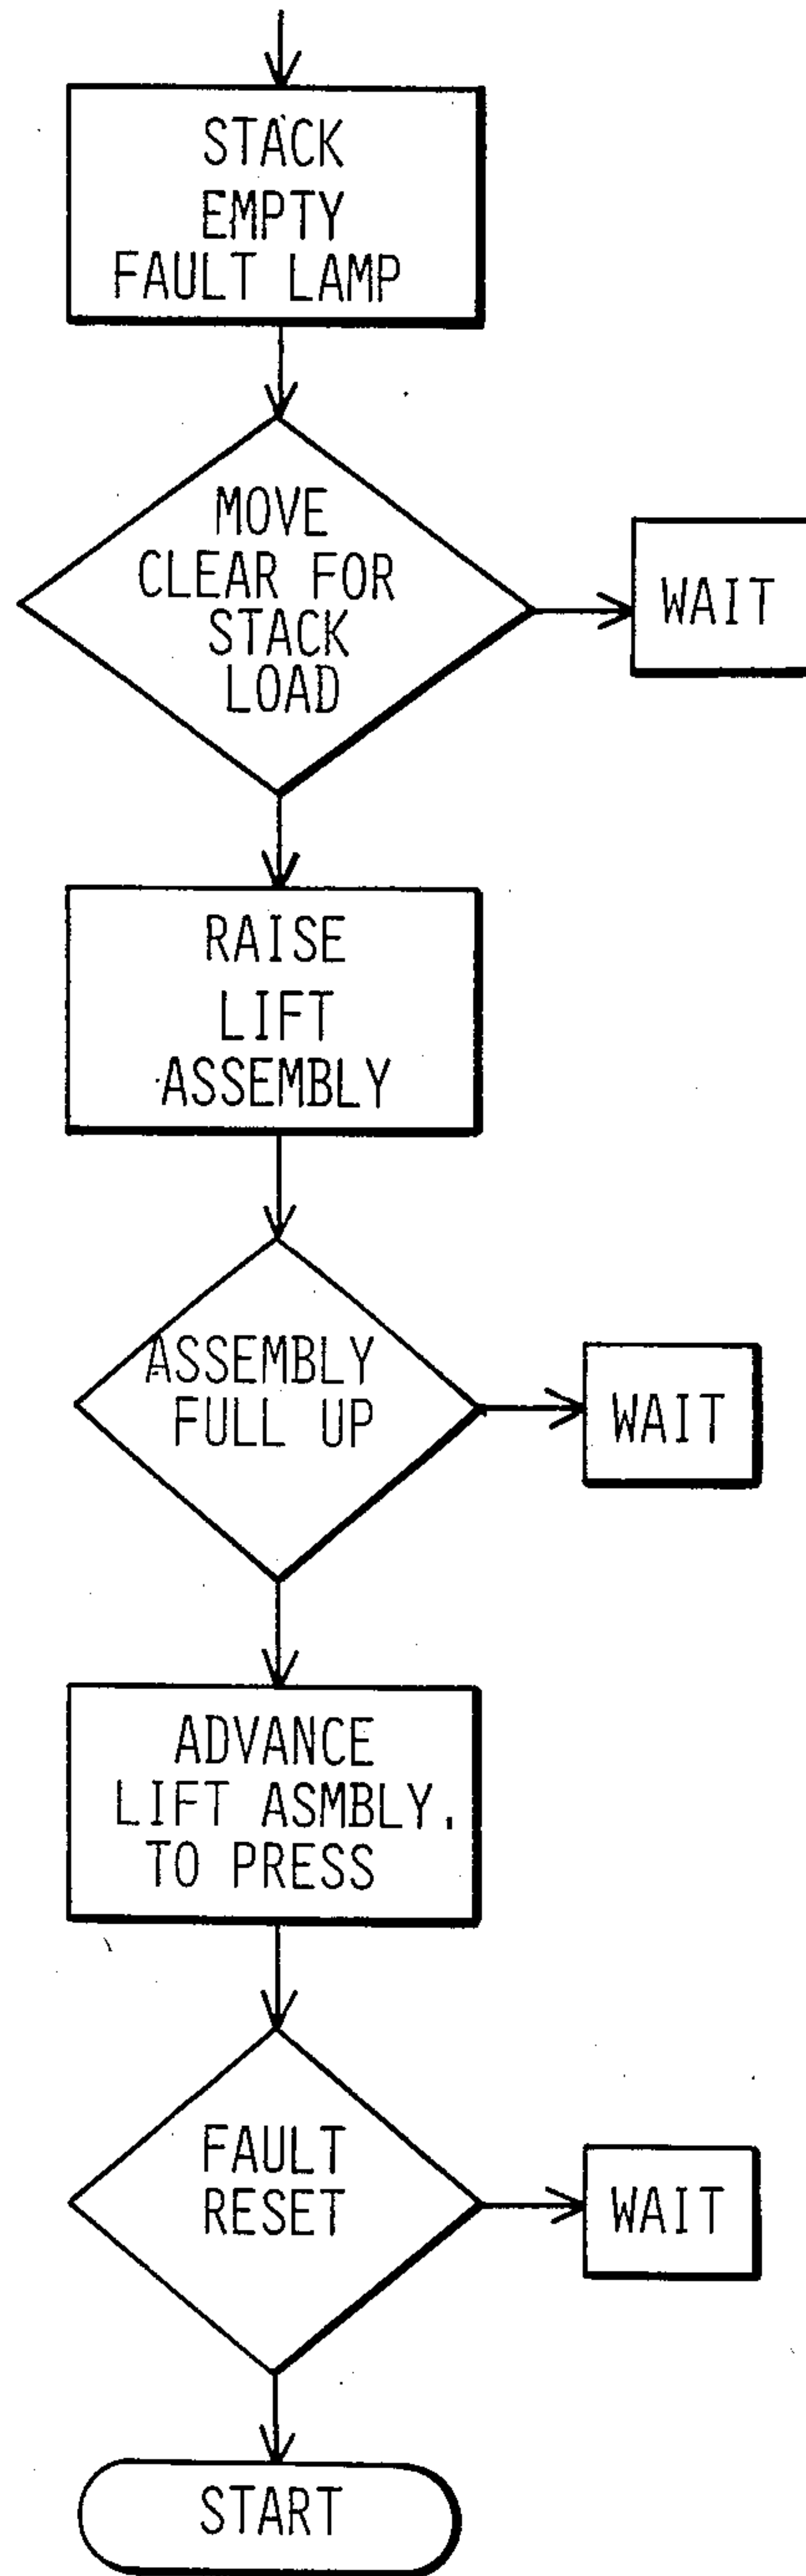 STACK
EMPTY
FAULT LAMP
MOVE
CLEAR FOR
STACK
LOAD
WAIT
RAISE
LIFT
ASSEMBLY
ASSEMBLY
FULL UP
WAIT
ADVANCE
LIFT ASMBLY.
TO PRESS
FAULT
RESET
WAIT
START